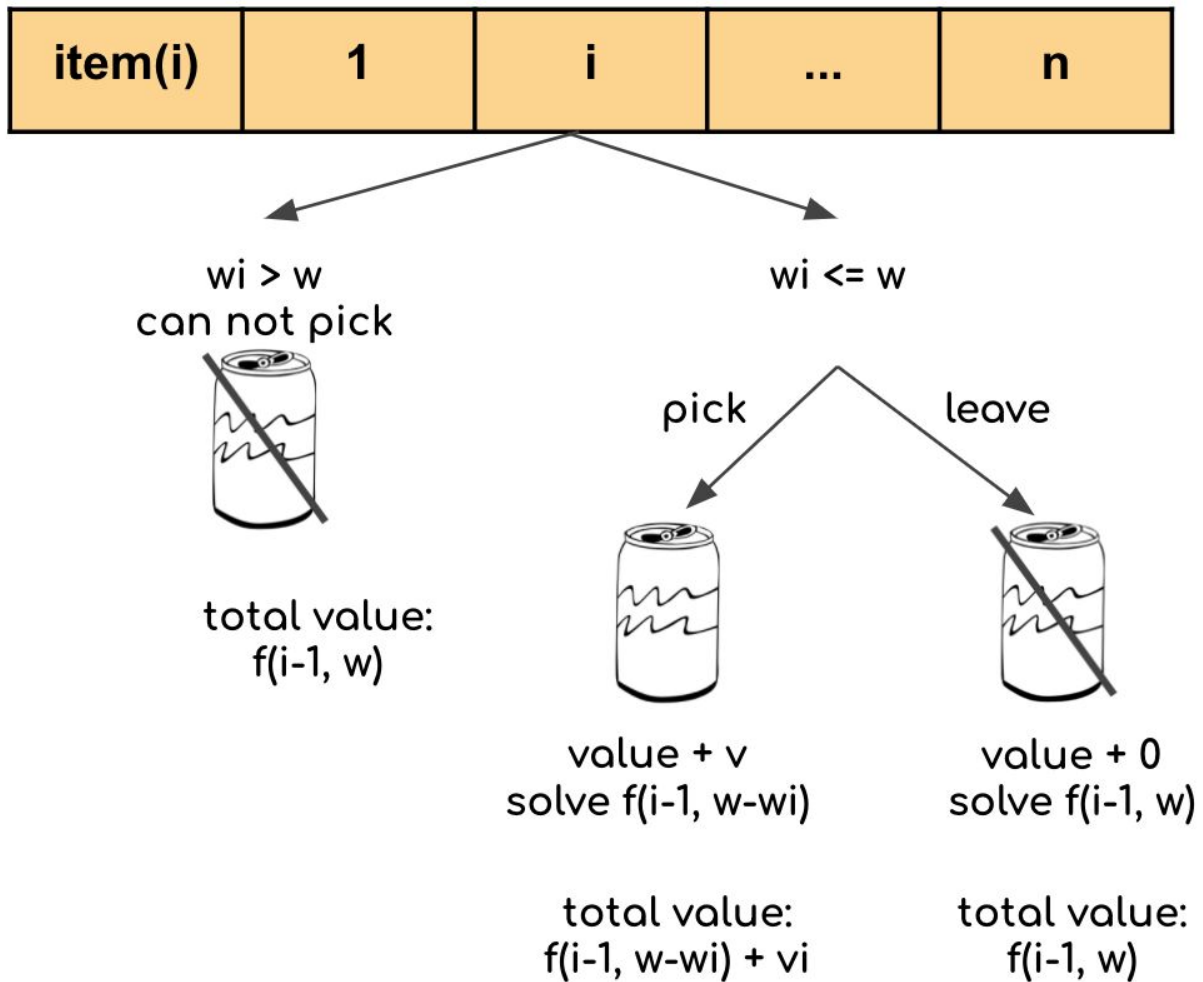 item(i) 1 i ... n
wi > w
can not pick
wi <= w
pick
leave
total value:
f(i-1, w)
value + v
solve f(i-1, w-wi)
value + 0
solve f(i-1, w)
total value:
f(i-1, w-wi) + vi
total value:
f(i-1, w)